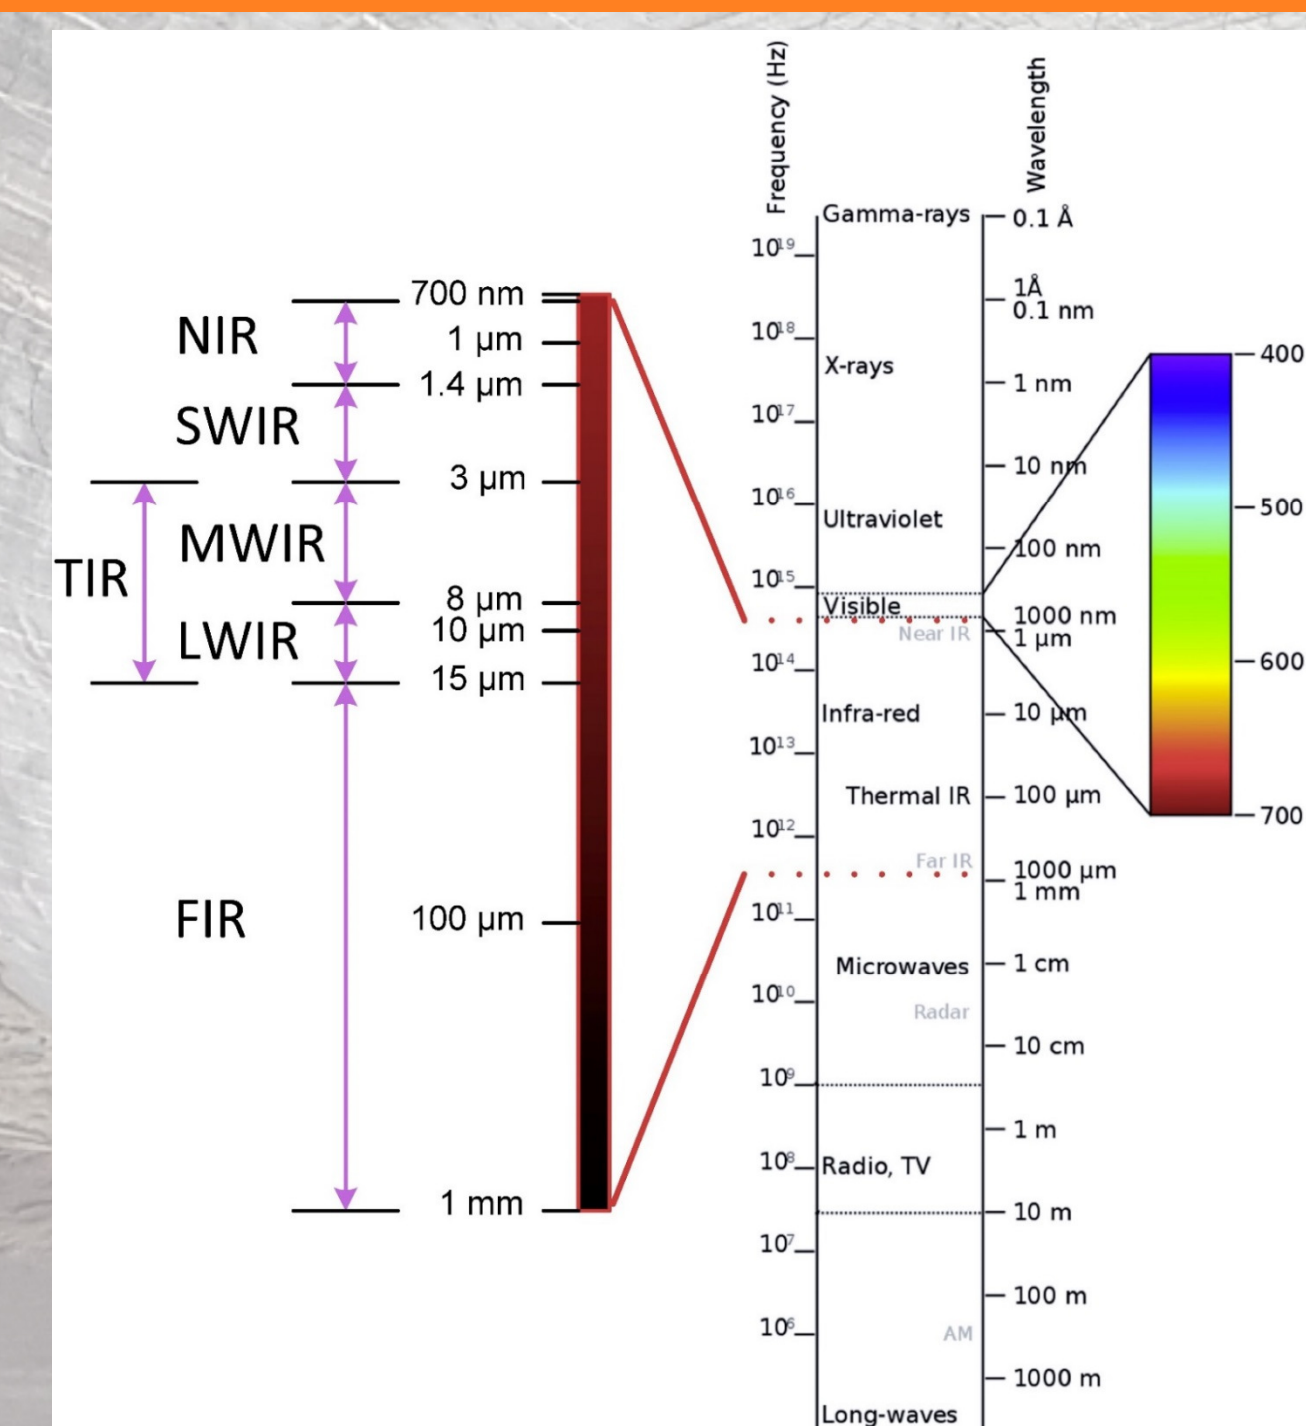 Frequency (Hz)
Wavelength
700 nm
1 µm
1.4 µm
3 µm
8 µm
10 µm
15 µm
100 µm
1 mm
NIR
SWIR
MWIR
TIR
LWIR
FIR
10¹⁹
10¹⁸
10¹⁷
10¹⁶
10¹⁵
10¹⁴
10¹³
10¹²
10¹¹
10¹⁰
10⁹
10⁸
10⁷
10⁶
Gamma-rays
X-rays
Ultraviolet
Visible
Near IR
Infra-red
Thermal IR
Far IR
Microwaves
Radar
Radio, TV
AM
Long-waves
0.1 Å
1Å
0.1 nm
1 nm
10 nm
100 nm
1000 nm
1 µm
10 µm
100 µm
1000 µm
1 mm
1 cm
10 cm
1 m
10 m
100 m
1000 m
400
500
600
700